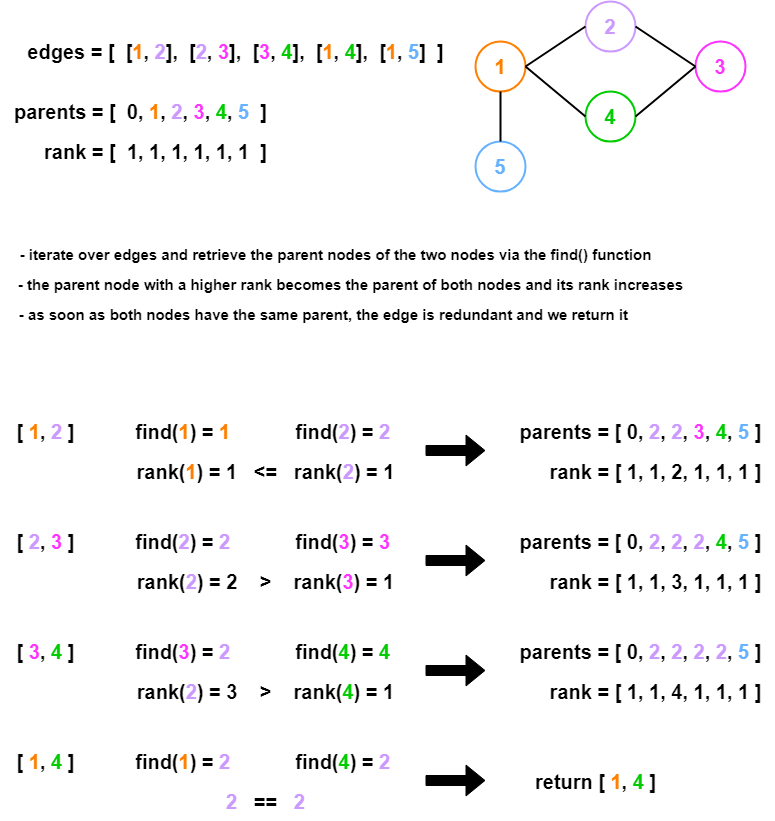 edges = [ [1, 2], [2, 3], [3, 4], [1, 4], [1, 5] ]
parents = [ 0, 1, 2, 3, 4, 5 ]
rank = [ 1, 1, 1, 1, 1, 1 ]
2
1
3
4
5
- iterate over edges and retrieve the parent nodes of the two nodes via the find() function
- the parent node with a higher rank becomes the parent of both nodes and its rank increases
- as soon as both nodes have the same parent, the edge is redundant and we return it
[ 1, 2 ] find(1) = 1 find(2) = 2 parents = [ 0, 2, 2, 3, 4, 5 ]
rank(1) = 1 <= rank(2) = 1 rank = [ 1, 1, 2, 1, 1, 1 ]
[ 2, 3 ] find(2) = 2 find(3) = 3 parents = [ 0, 2, 2, 2, 4, 5 ]
rank(2) = 2 > rank(3) = 1 rank = [ 1, 1, 3, 1, 1, 1 ]
[ 3, 4 ] find(3) = 2 find(4) = 4 parents = [ 0, 2, 2, 2, 2, 5 ]
rank(2) = 3 > rank(4) = 1 rank = [ 1, 1, 4, 1, 1, 1 ]
[ 1, 4 ] find(1) = 2 find(4) = 2 return [ 1, 4 ]
2 == 2